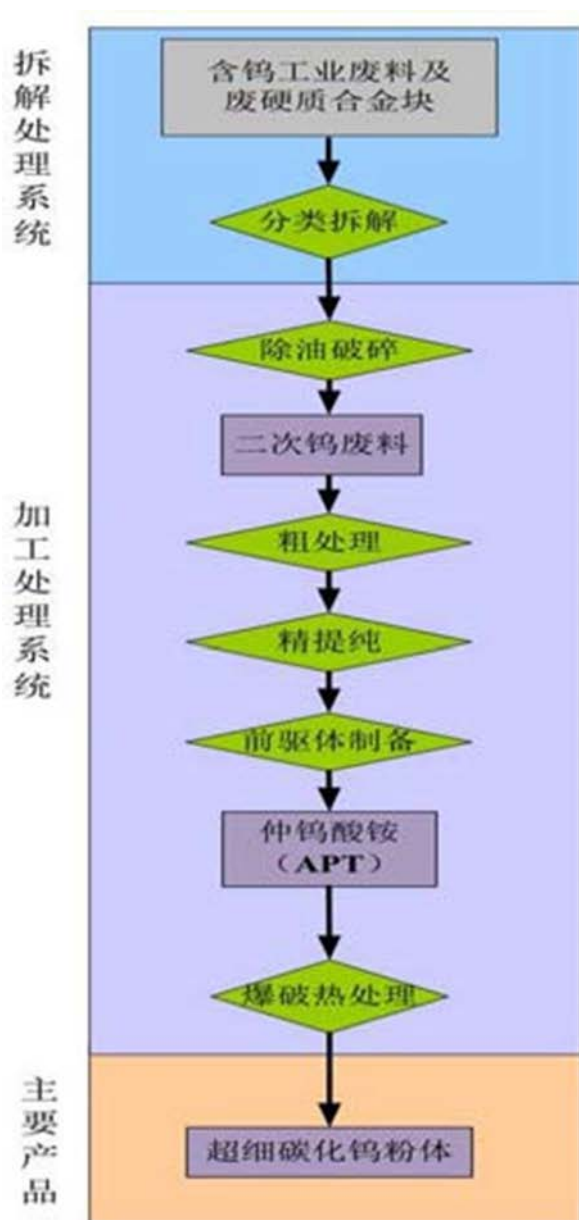 拆解处理系统
含钨工业废料及
废硬质合金块
分类拆解
加工处理系统
除油破碎
二次钨废料
粗处理
精提纯
前驱体制备
仲钨酸铵
（APT）
爆破热处理
主要产品
超细碳化钨粉体